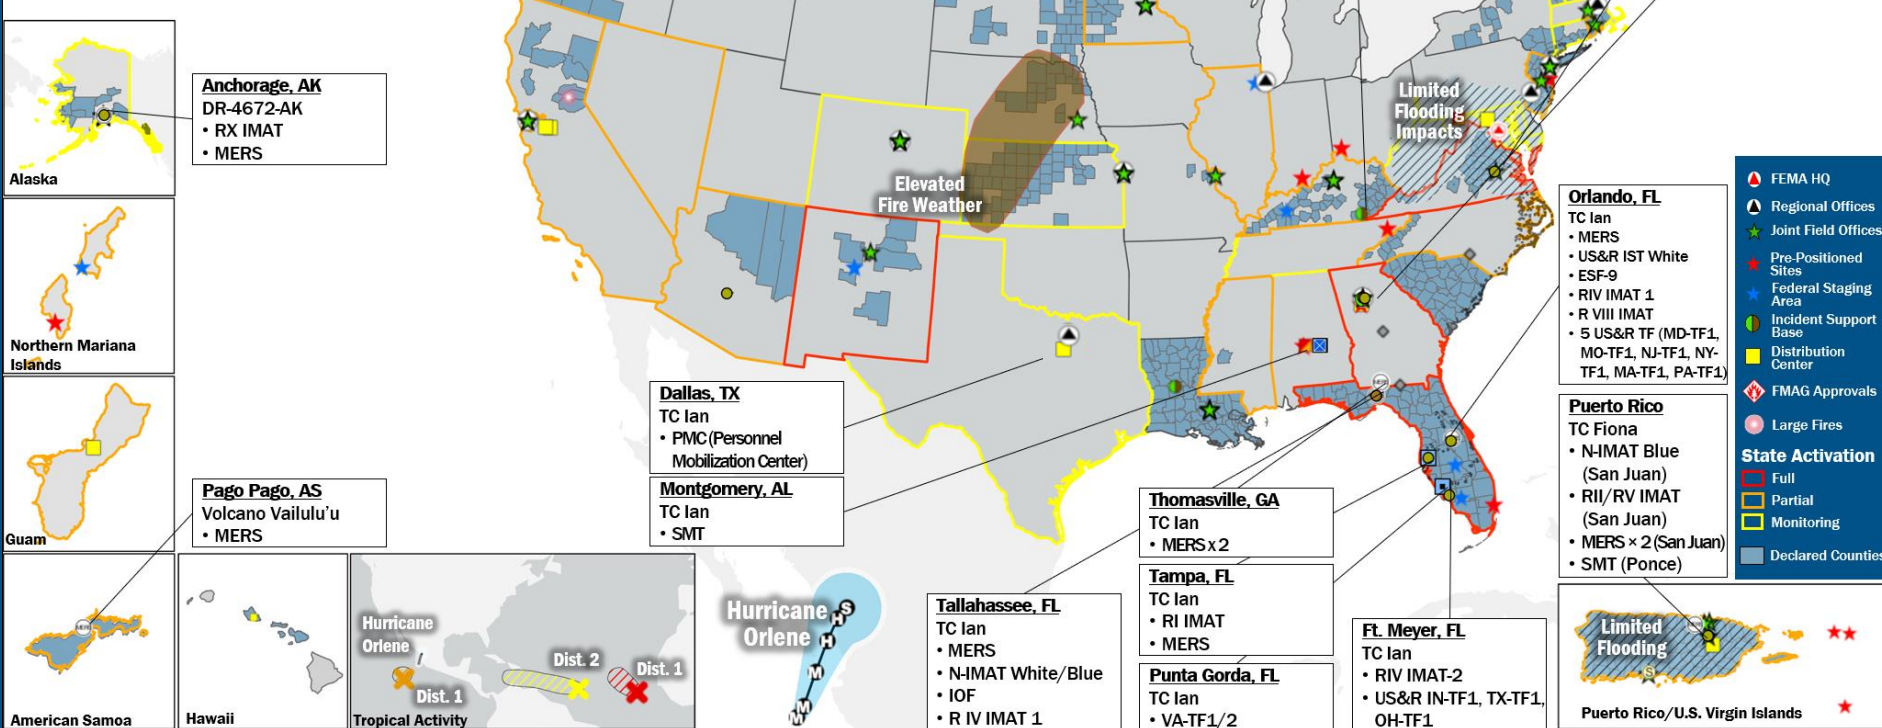 Anchorage, AK
DR-4672-AK
• RX IMAT
• MERS
Alaska
Northern Mariana
Islands
Guam
Pago Pago, AS
Volcano Vailulu'u
• MERS
American Samoa
Hawaii
Hurricane
Orlene
Dist. 1
Dist. 2
Dist. 1
Tropical Activity
Elevated
Fire Weather
Limited
Flooding
Impacts
Dallas, TX
TC Ian
• PMC (Personnel
Mobilization Center)
Montgomery, AL
TC Ian
• SMT
Hurricane
Orlene
S
H
H
M
M
M
Tallahassee, FL
TC Ian
• MERS
• N-IMAT White/Blue
• IOF
• R IV IMAT 1
Thomasville, GA
TC Ian
• MERS x 2
Tampa, FL
TC Ian
• RI IMAT
• MERS
Punta Gorda, FL
TC Ian
• VA-TF1/2
Ft. Meyer, FL
TC Ian
• RIV IMAT-2
• US&R IN-TF1, TX-TF1,
OH-TF1
Orlando, FL
TC Ian
• MERS
• US&R IST White
• ESF-9
• RIV IMAT 1
• R VIII IMAT
• 5 US&R TF (MD-TF1,
MO-TF1, NJ-TF1, NY-
TF1, MA-TF1, PA-TF1)
Puerto Rico
TC Fiona
• N-IMAT Blue
(San Juan)
• RII/RV IMAT
(San Juan)
• MERS × 2 (San Juan)
• SMT (Ponce)
Limited
Flooding
S
Puerto Rico/U.S. Virgin Islands
FEMA HQ
Regional Offices
Joint Field Offices
Pre-Positioned
Sites
Federal Staging
Area
Incident Support
Base
Distribution
Center
FMAG Approvals
Large Fires
State Activation
Full
Partial
Monitoring
Declared Counties